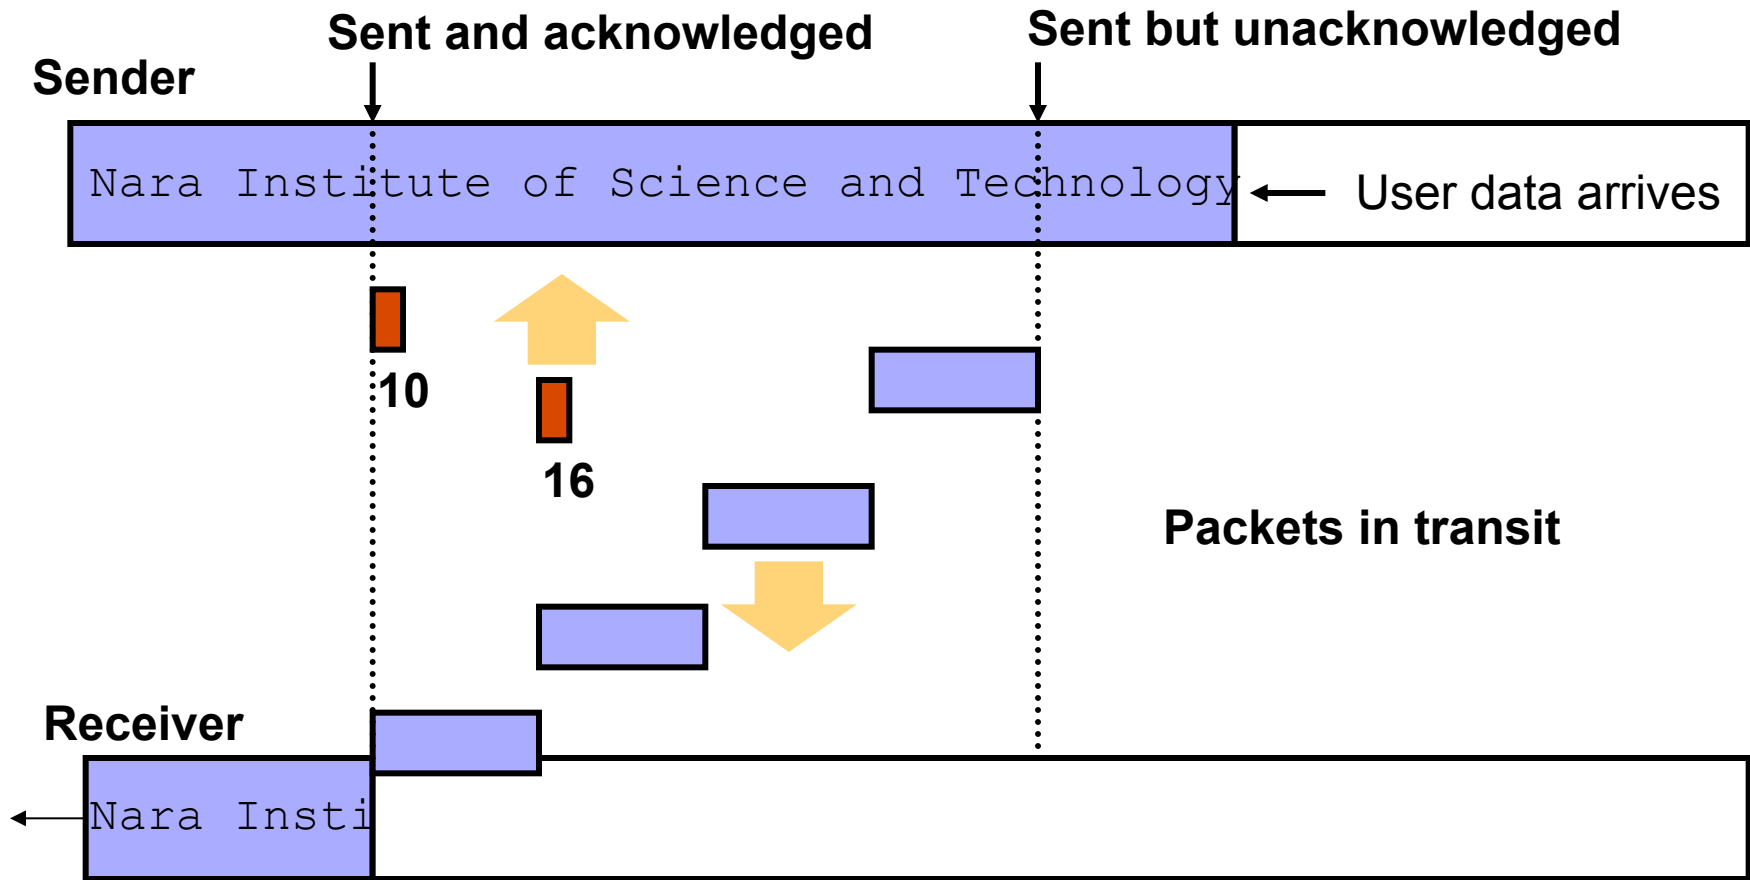 Sent and acknowledged
Sent but unacknowledged
Sender
Nara Institute of Science and Technology
User data arrives
10
16
Packets in transit
Receiver
Nara Insti